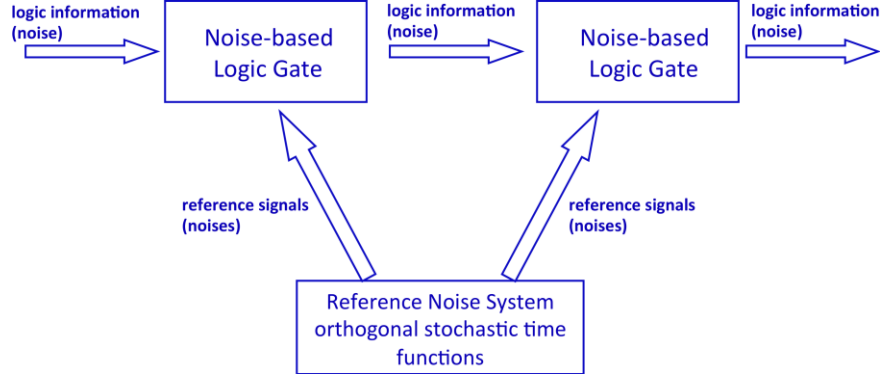 logic information
(noise)
Noise-based
Logic Gate
logic information
(noise)
Noise-based
Logic Gate
logic information
(noise)
reference signals
(noises)
reference signals
(noises)
Reference Noise System
orthogonal stochastic time
functions